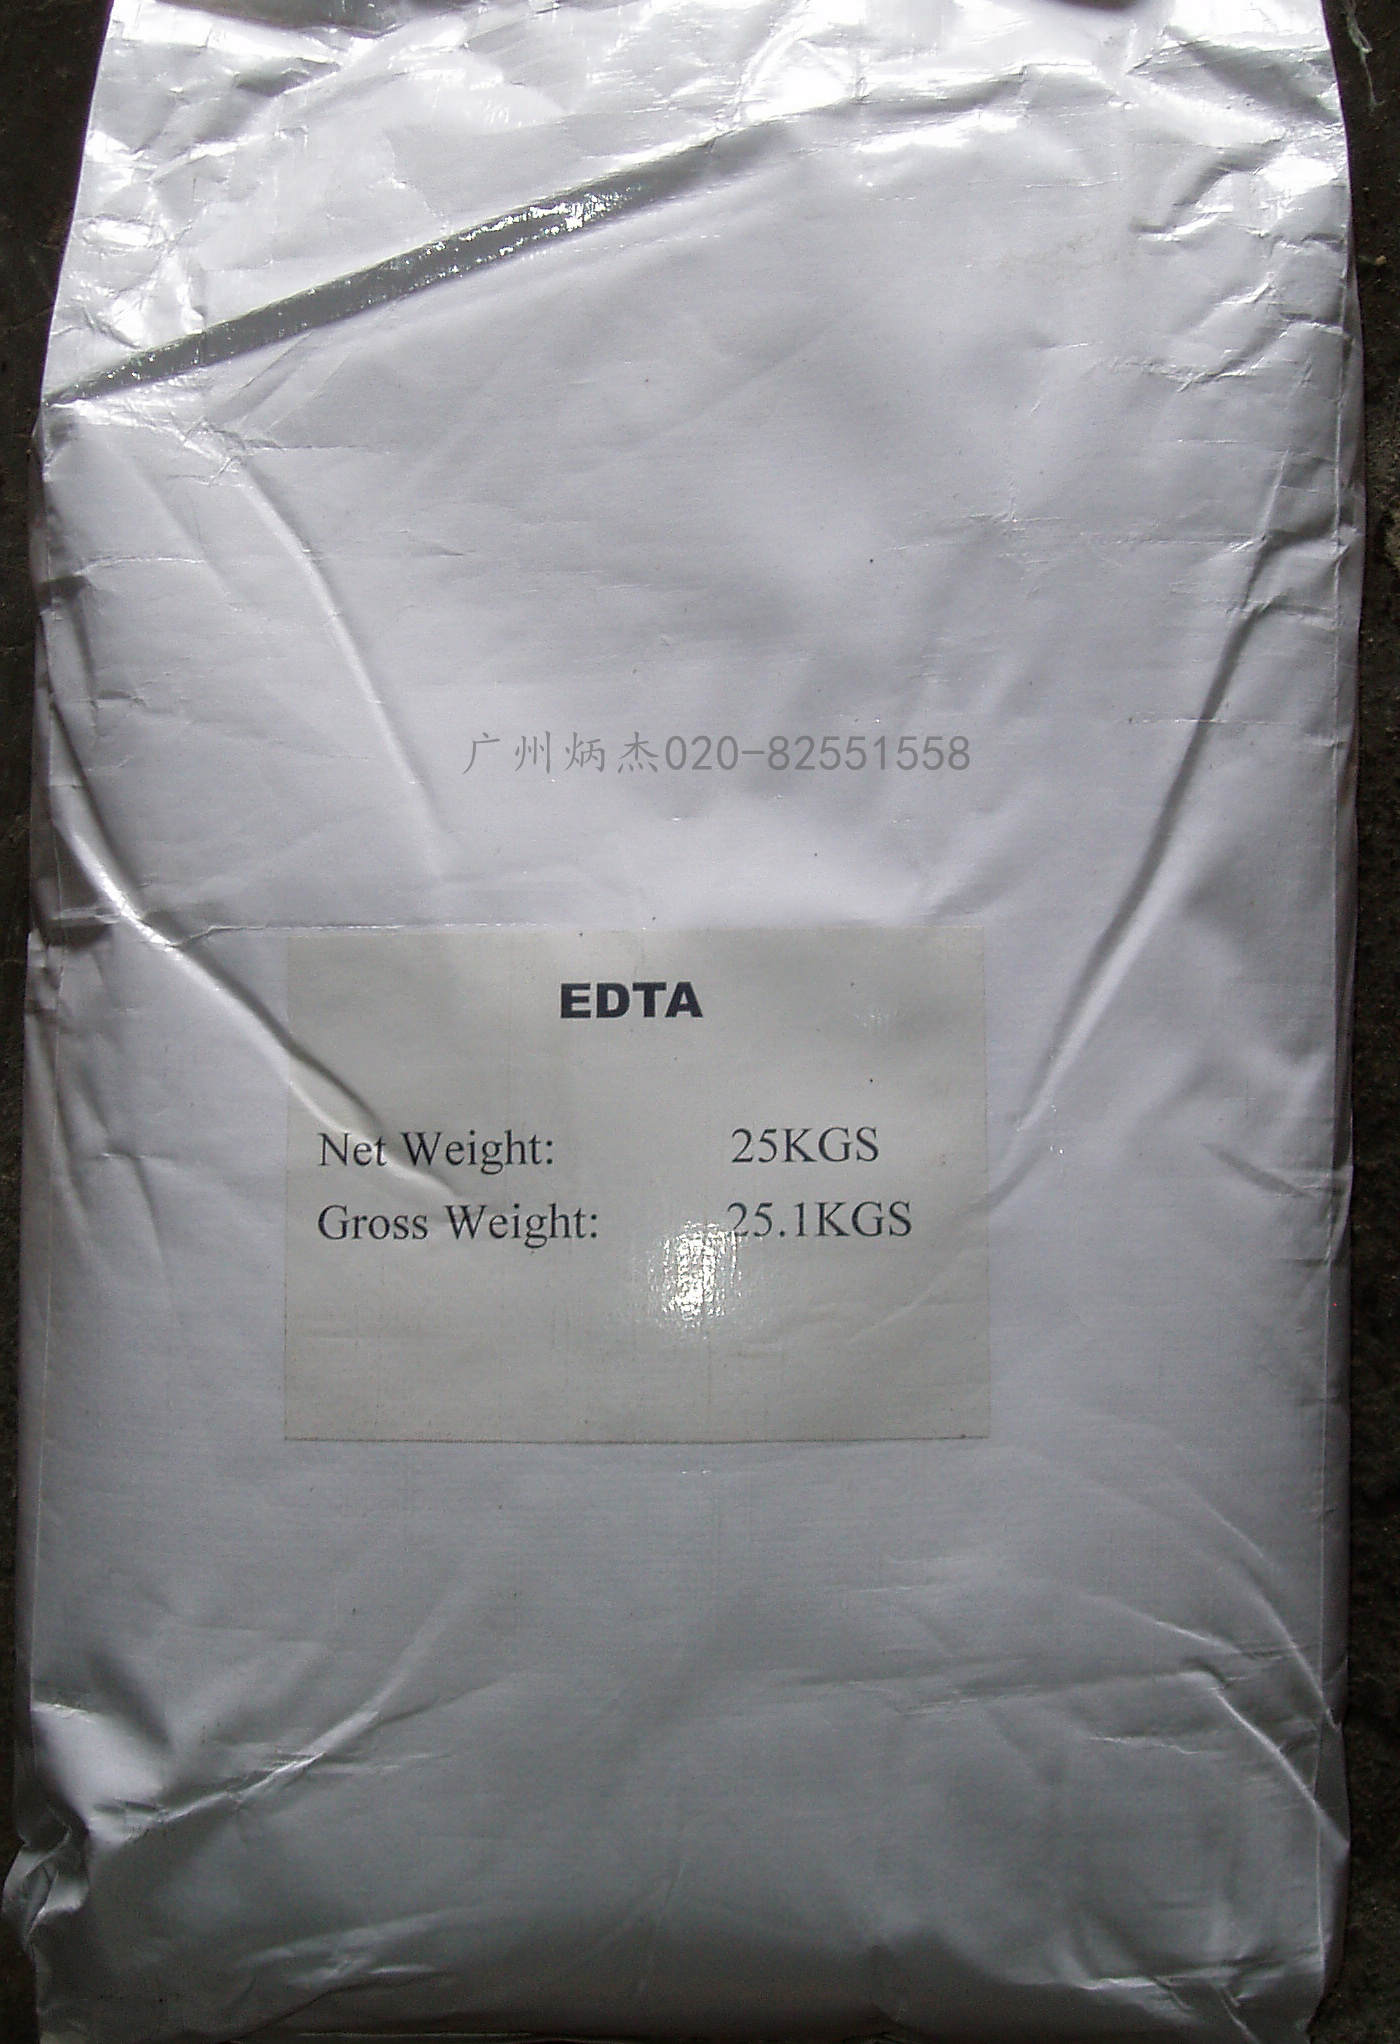 广州炳杰020-82551558
EDTA
Net Weight: 25KGS
Gross Weight: 25.1KGS